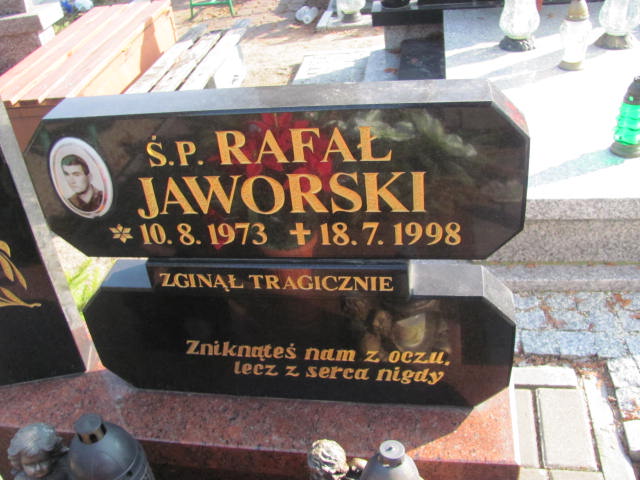 Ś.P. RAFAŁ
JAWORSKI
10.8.1973 18.7.1998
ZGINĄŁ TRAGICZNIE
Zniknąłeś nam z oczu,
lecz z serca nigdy